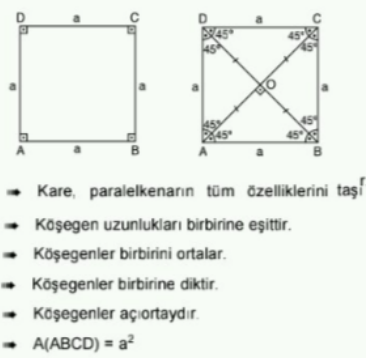 D a C
a a
A a B
D a C
45° 45°
45° 45°
a O a
45° 45°
45° 45°
A a B
➡ Kare, paralelkenarın tüm özelliklerini taşır
➡ Köşegen uzunlukları birbirine eşittir.
➡ Köşegenler birbirini ortalar.
➡ Köşegenler birbirine diktir.
➡ Köşegenler açıortaydır.
➡ A(ABCD) = a²